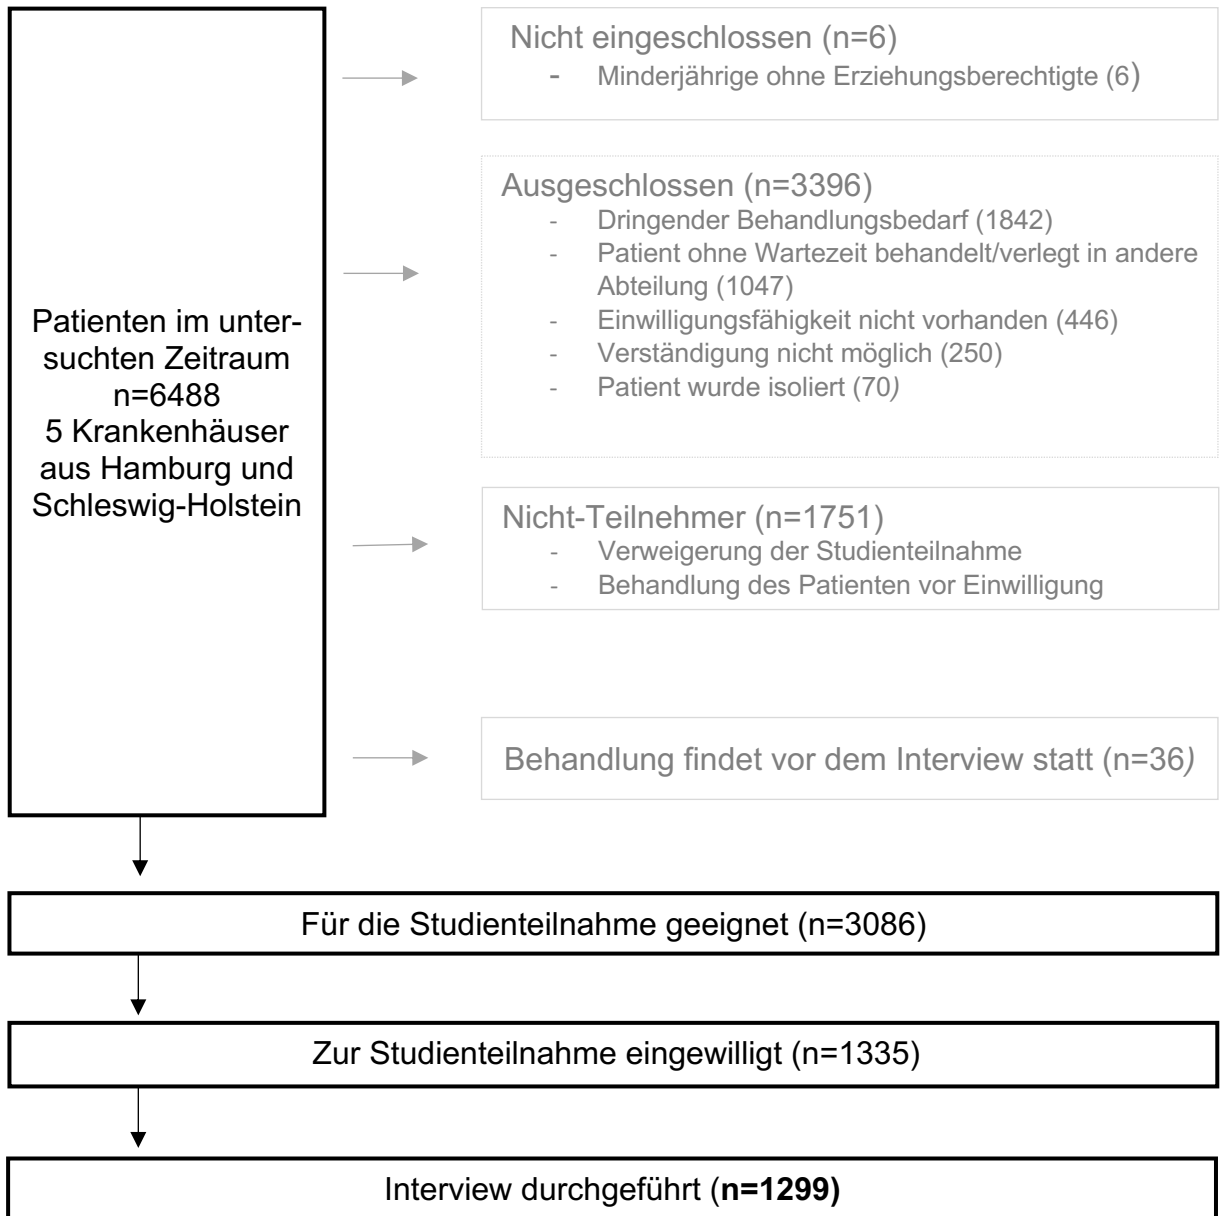 Patienten im unter-
suchten Zeitraum
n=6488
5 Krankenhäuser
aus Hamburg und
Schleswig-Holstein
Nicht eingeschlossen (n=6)
- Minderjährige ohne Erziehungsberechtigte (6)
Ausgeschlossen (n=3396)
- Dringender Behandlungsbedarf (1842)
- Patient ohne Wartezeit behandelt/verlegt in andere
Abteilung (1047)
- Einwilligungsfähigkeit nicht vorhanden (446)
- Verständigung nicht möglich (250)
- Patient wurde isoliert (70)
Nicht-Teilnehmer (n=1751)
- Verweigerung der Studienteilnahme
- Behandlung des Patienten vor Einwilligung
Behandlung findet vor dem Interview statt (n=36)
Für die Studienteilnahme geeignet (n=3086)
Zur Studienteilnahme eingewilligt (n=1335)
Interview durchgeführt (n=1299)